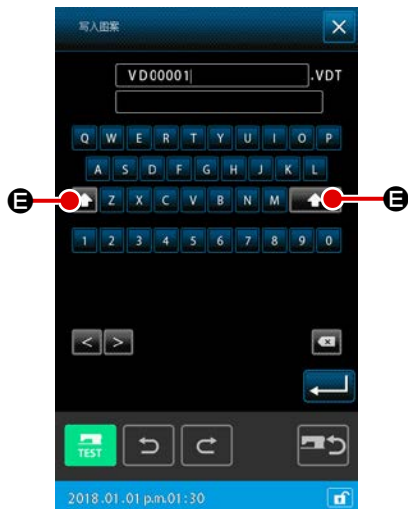 写入图案
VD00001 .VDT
Q W E R T Y U I O P
A S D F G H J K L
E Z X C V B N M E
1 2 3 4 5 6 7 8 9 0
< >
TEST
2018.01.01 p.m.01:30